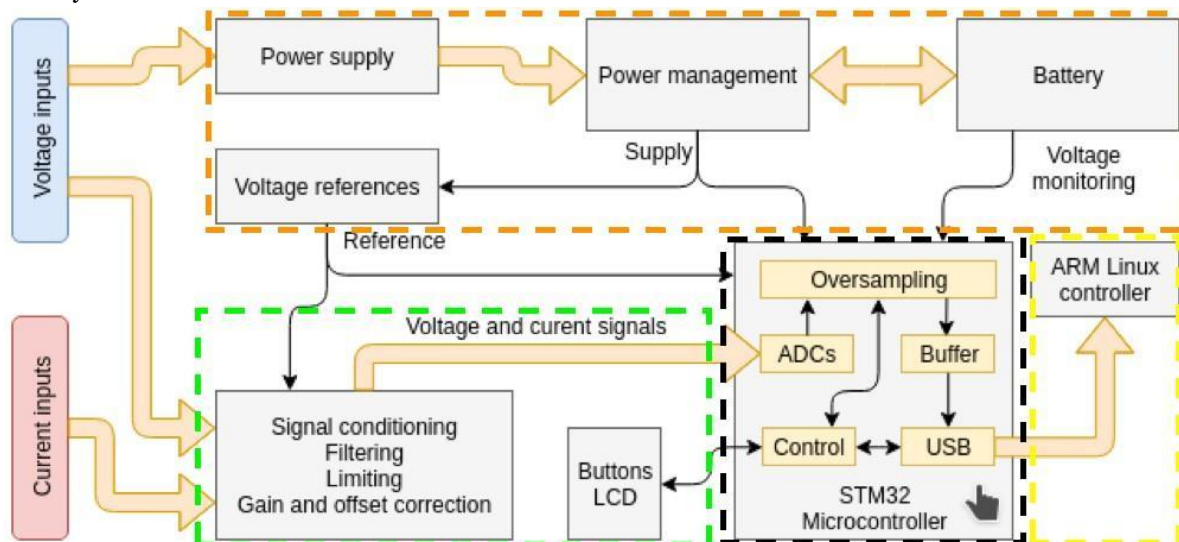 Voltage inputs
Power supply
Power management
Battery
Supply
Voltage
monitoring
Voltage references
Reference
Oversampling
ARM Linux
controller
Current inputs
Voltage and curent signals
ADCs
Buffer
Signal conditioning
Filtering
Limiting
Gain and offset correction
Buttons
LCD
Control
USB
STM32
Microcontroller